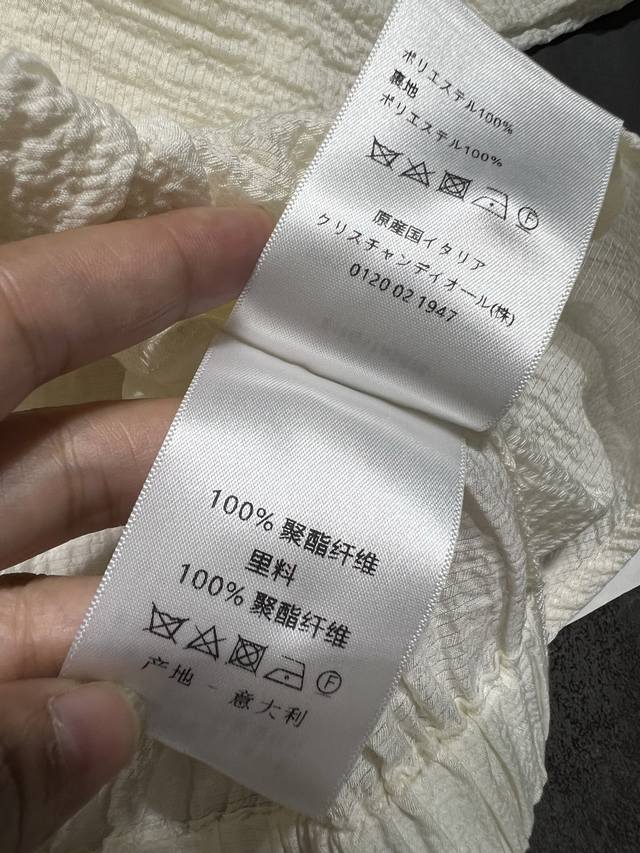 ポリエステル100%
裏地
ポリエステル100%
F
原産国イタリア
クリスチャンディオール(株)
0120 02 1947
100% 聚酯纤维
里料
100% 聚酯纤维
F
产地 - 意大利